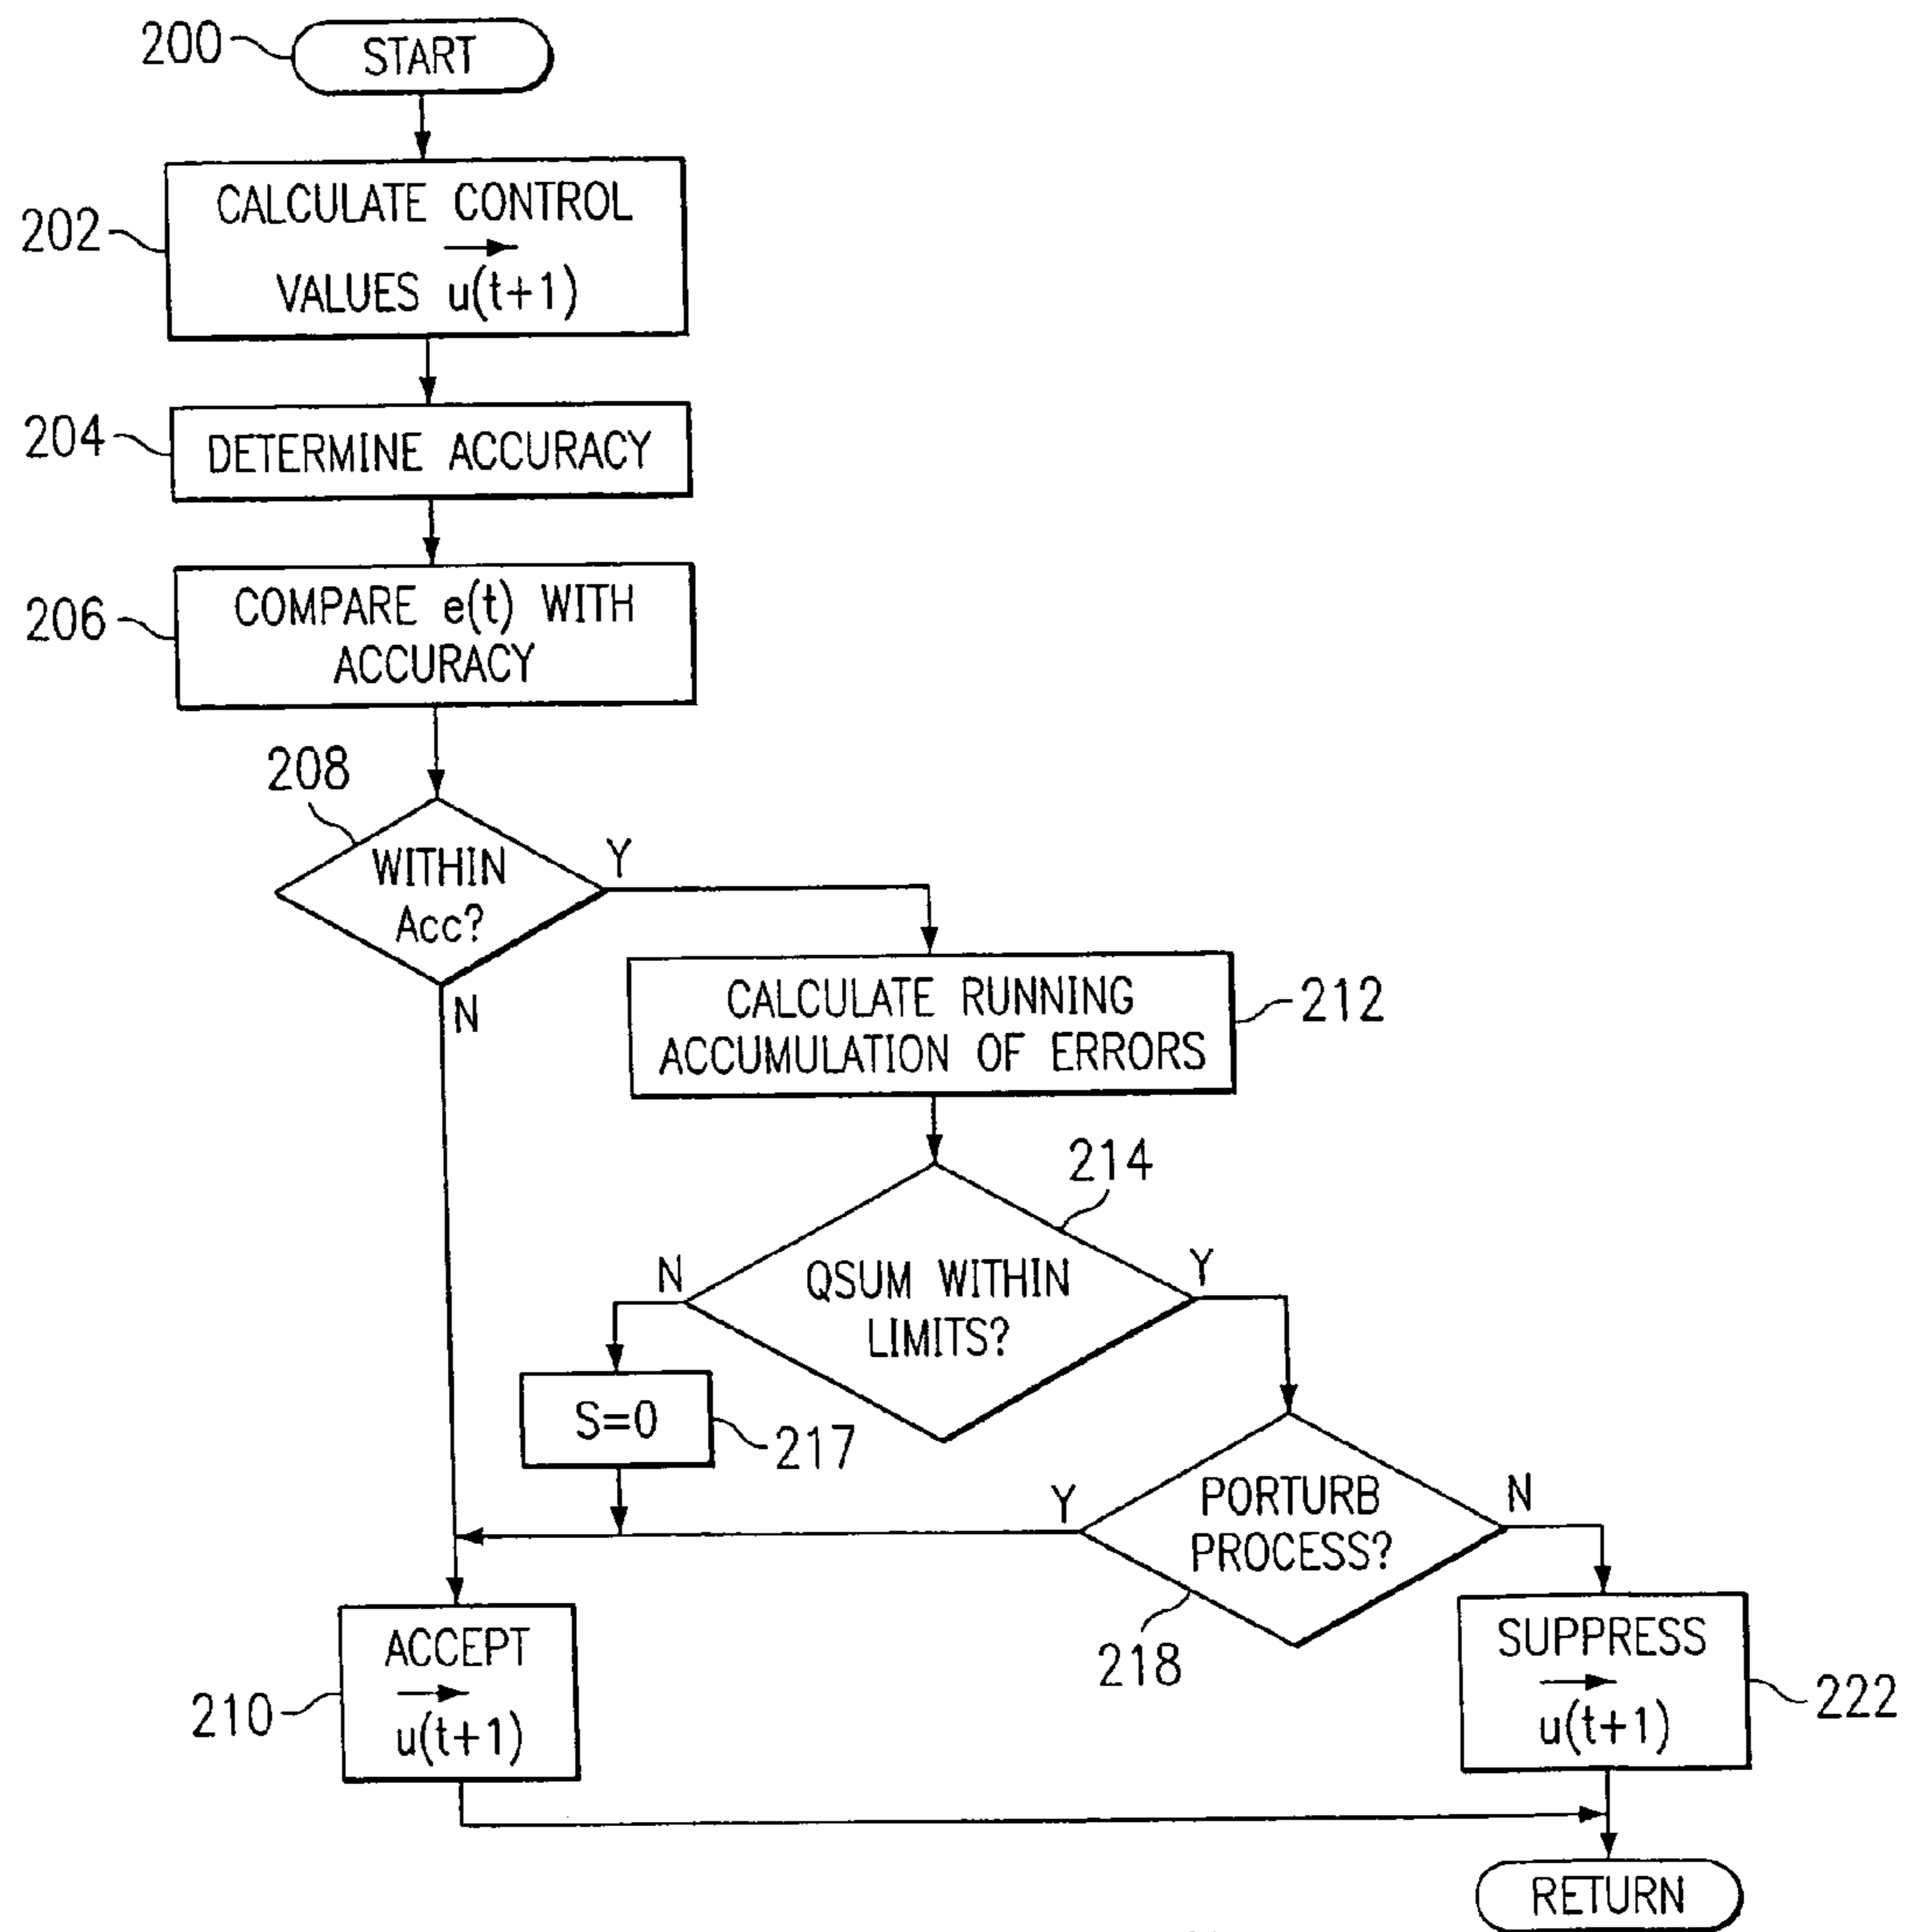 200
START
202
CALCULATE CONTROL
VALUES u(t+1)
204
DETERMINE ACCURACY
206
COMPARE e(t) WITH
ACCURACY
208
WITHIN
Acc?
Y
N
CALCULATE RUNNING
ACCUMULATION OF ERRORS
212
214
QSUM WITHIN
LIMITS?
N
Y
S=0
217
PORTURB
PROCESS?
Y
N
218
ACCEPT
u(t+1)
210
SUPPRESS
u(t+1)
222
RETURN